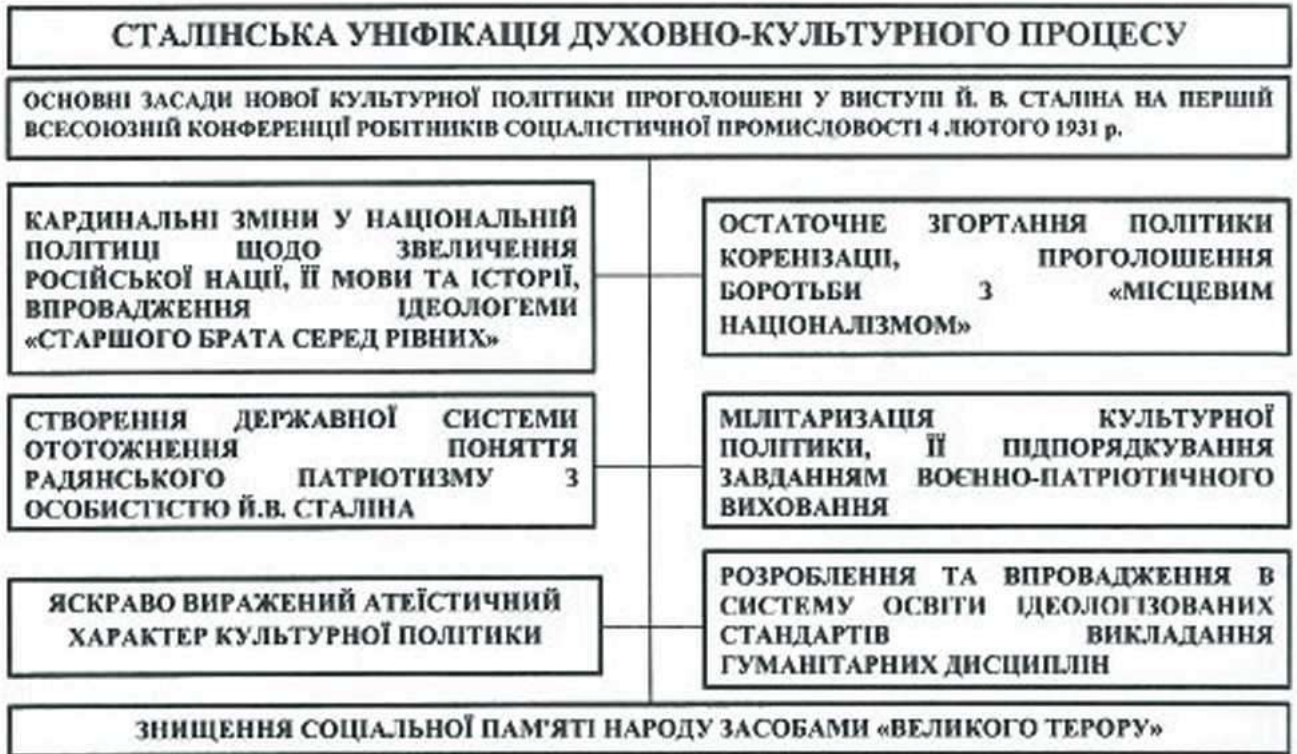 СТАЛІНСЬКА УНІФІКАЦІЯ ДУХОВНО-КУЛЬТУРНОГО ПРОЦЕСУ
ОСНОВНІ ЗАСАДИ НОВОЇ КУЛЬТУРНОЇ ПОЛІТИКИ ПРОГОЛОШЕНІ У ВИСТУПІ Й. В. СТАЛІНА НА ПЕРШІЙ
ВСЕСОЮЗНІЙ КОНФЕРЕНЦІЇ РОБІТНИКІВ СОЦІАЛІСТИЧНОЇ ПРОМИСЛОВОСТІ 4 ЛЮТОГО 1931 р.
КАРДИНАЛЬНІ ЗМІНИ У НАЦІОНАЛЬНІЙ
ПОЛІТИЦІ ЩОДО ЗВЕЛИЧЕННЯ
РОСІЙСЬКОЇ НАЦІЇ, ЇЇ МОВИ ТА ІСТОРІЇ,
ВПРОВАДЖЕННЯ ІДЕОЛОГЕМИ
«СТАРШОГО БРАТА СЕРЕД РІВНИХ»
ОСТАТОЧНЕ ЗГОРТАННЯ ПОЛІТИКИ
КОРЕНІЗАЦІЇ, ПРОГОЛОШЕННЯ
БОРОТЬБИ З «МІСЦЕВИМ
НАЦІОНАЛІЗМОМ»
СТВОРЕННЯ ДЕРЖАВНОЇ СИСТЕМИ
ОТОТОЖНЕННЯ ПОНЯТТЯ
РАДЯНСЬКОГО ПАТРІОТИЗМУ З
ОСОБИСТІСТЮ Й.В. СТАЛІНА
МІЛІТАРИЗАЦІЯ КУЛЬТУРНОЇ
ПОЛІТИКИ, ЇЇ ПІДПОРЯДКУВАННЯ
ЗАВДАННЯМ ВОЄННО-ПАТРІОТИЧНОГО
ВИХОВАННЯ
ЯСКРАВО ВИРАЖЕНИЙ АТЕЇСТИЧНИЙ
ХАРАКТЕР КУЛЬТУРНОЇ ПОЛІТИКИ
РОЗРОБЛЕННЯ ТА ВПРОВАДЖЕННЯ В
СИСТЕМУ ОСВІТИ ІДЕОЛОГІЗОВАНИХ
СТАНДАРТІВ ВИКЛАДАННЯ
ГУМАНІТАРНИХ ДИСЦИПЛІН
ЗНИЩЕННЯ СОЦІАЛЬНОЇ ПАМ'ЯТІ НАРОДУ ЗАСОБАМИ «ВЕЛИКОГО ТЕРОРУ»